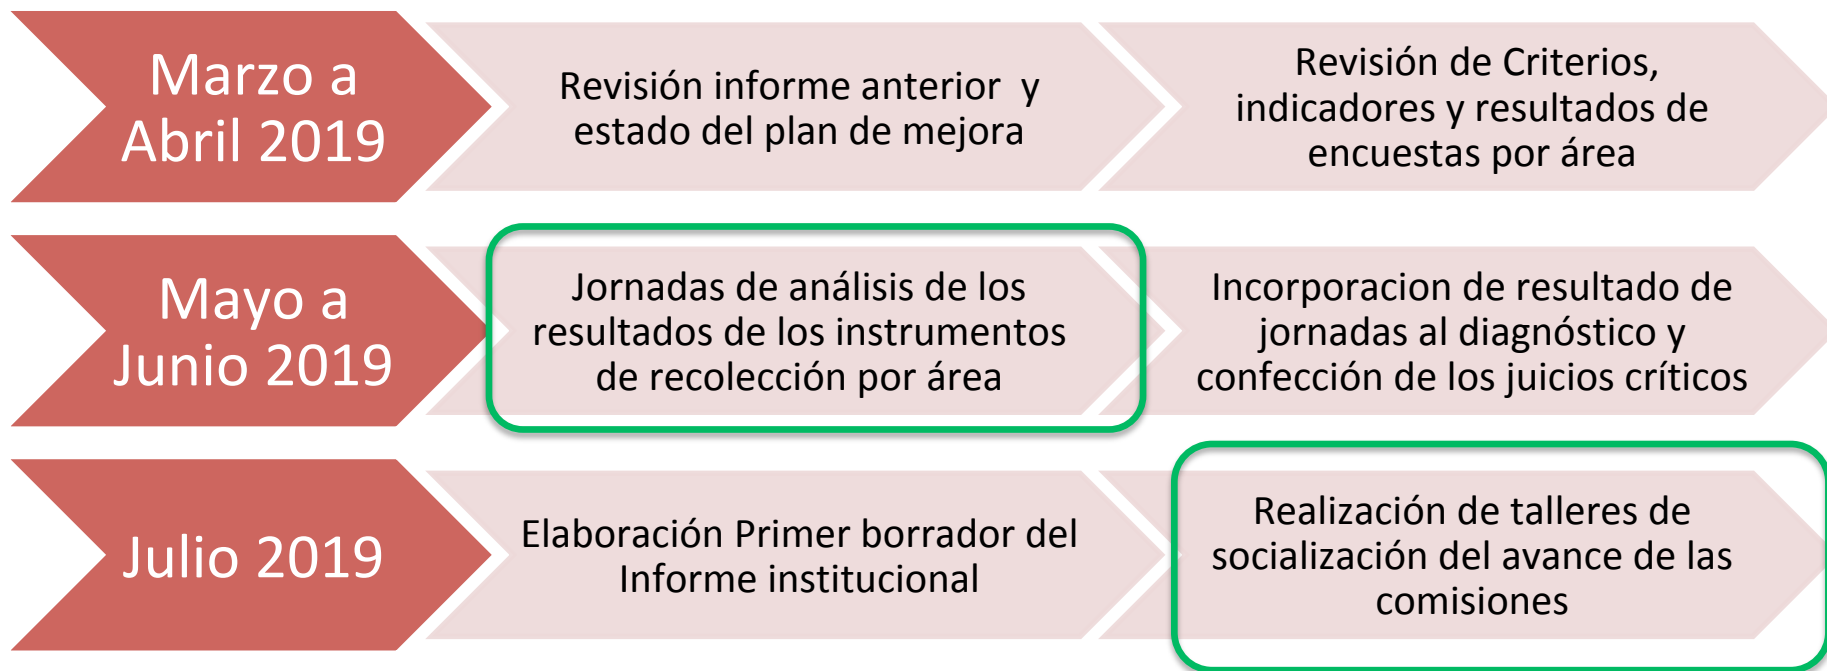 Marzo a
Abril 2019
Revisión informe anterior  y
estado del plan de mejora
Revisión de Criterios,
indicadores y resultados de
encuestas por área
Mayo a
Junio 2019
Jornadas de análisis de los
resultados de los instrumentos
de recolección por área
Incorporacion de resultado de
jornadas al diagnóstico y
confección de los juicios críticos
Julio 2019
Elaboración Primer borrador del
Informe institucional
Realización de talleres de
socialización del avance de las
comisiones